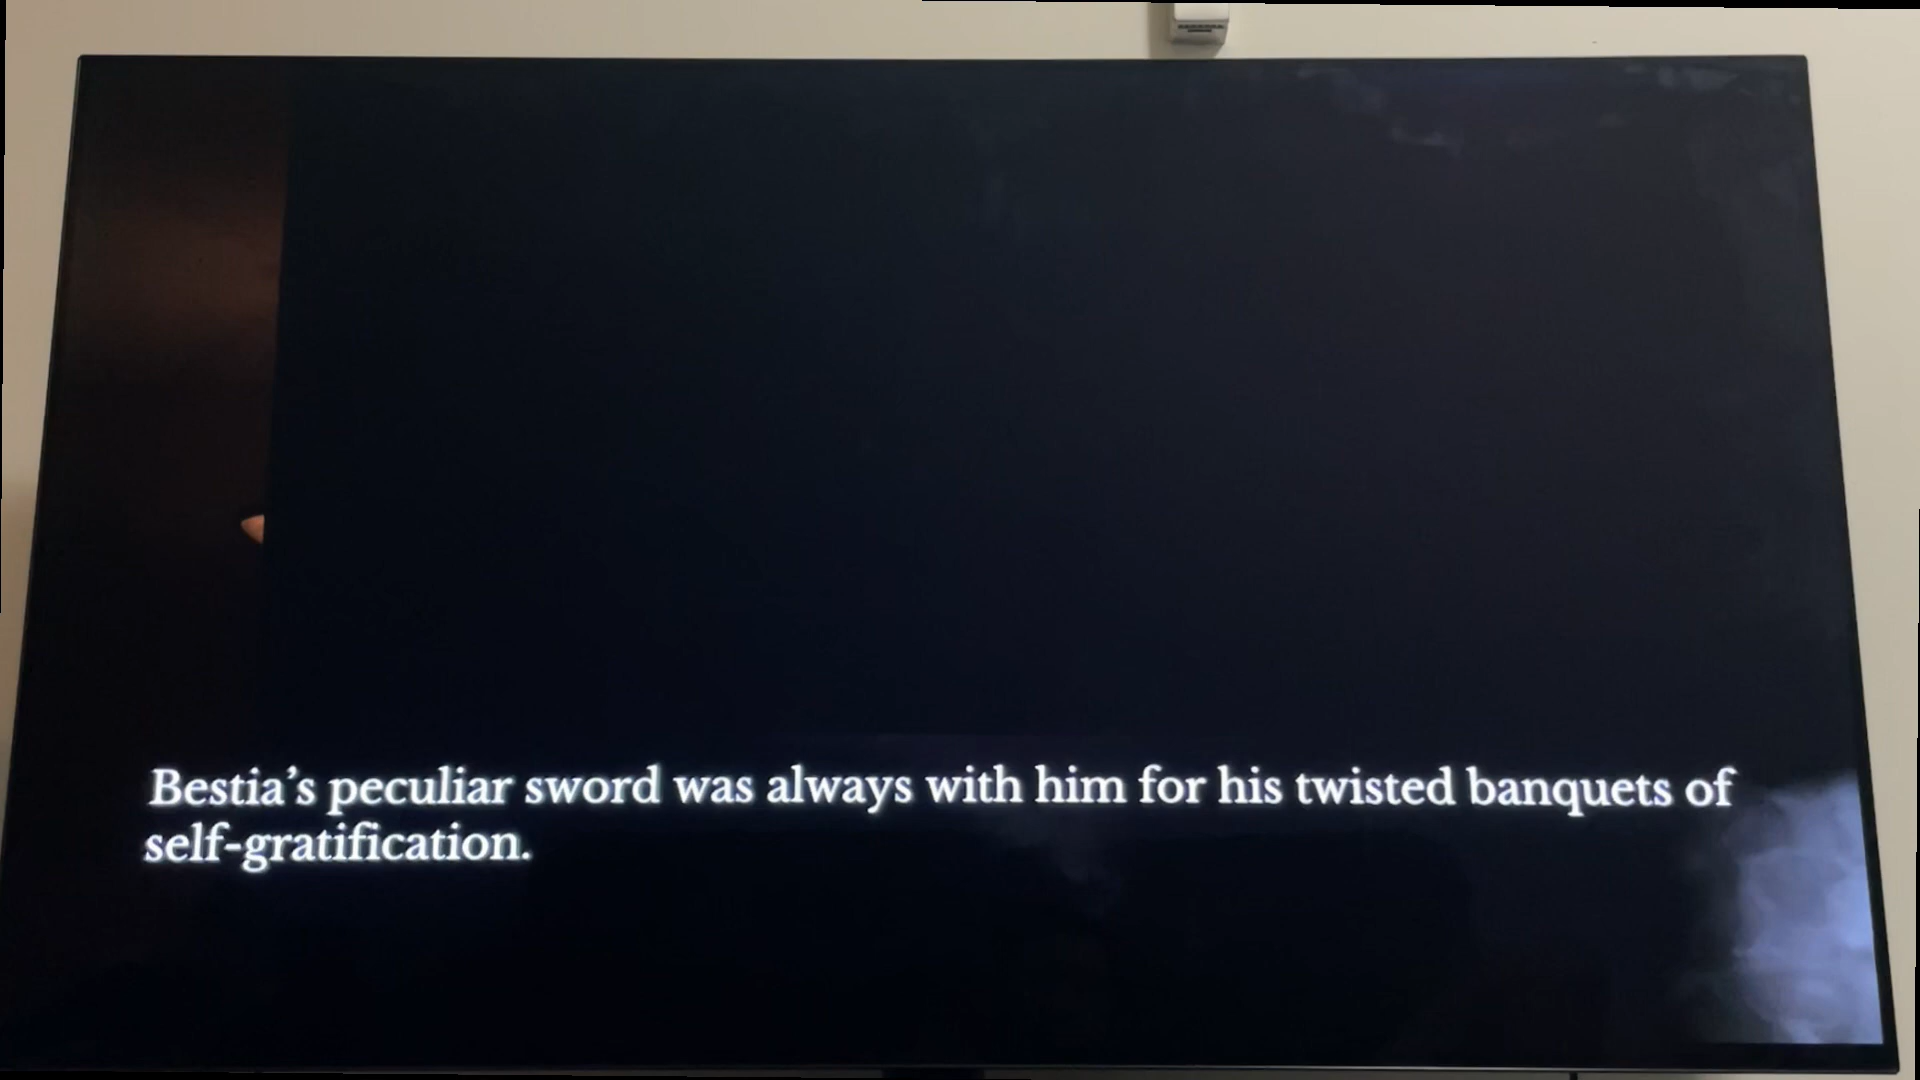 Bestia’s peculiar sword was always with him for his twisted banquets of
self-gratification.